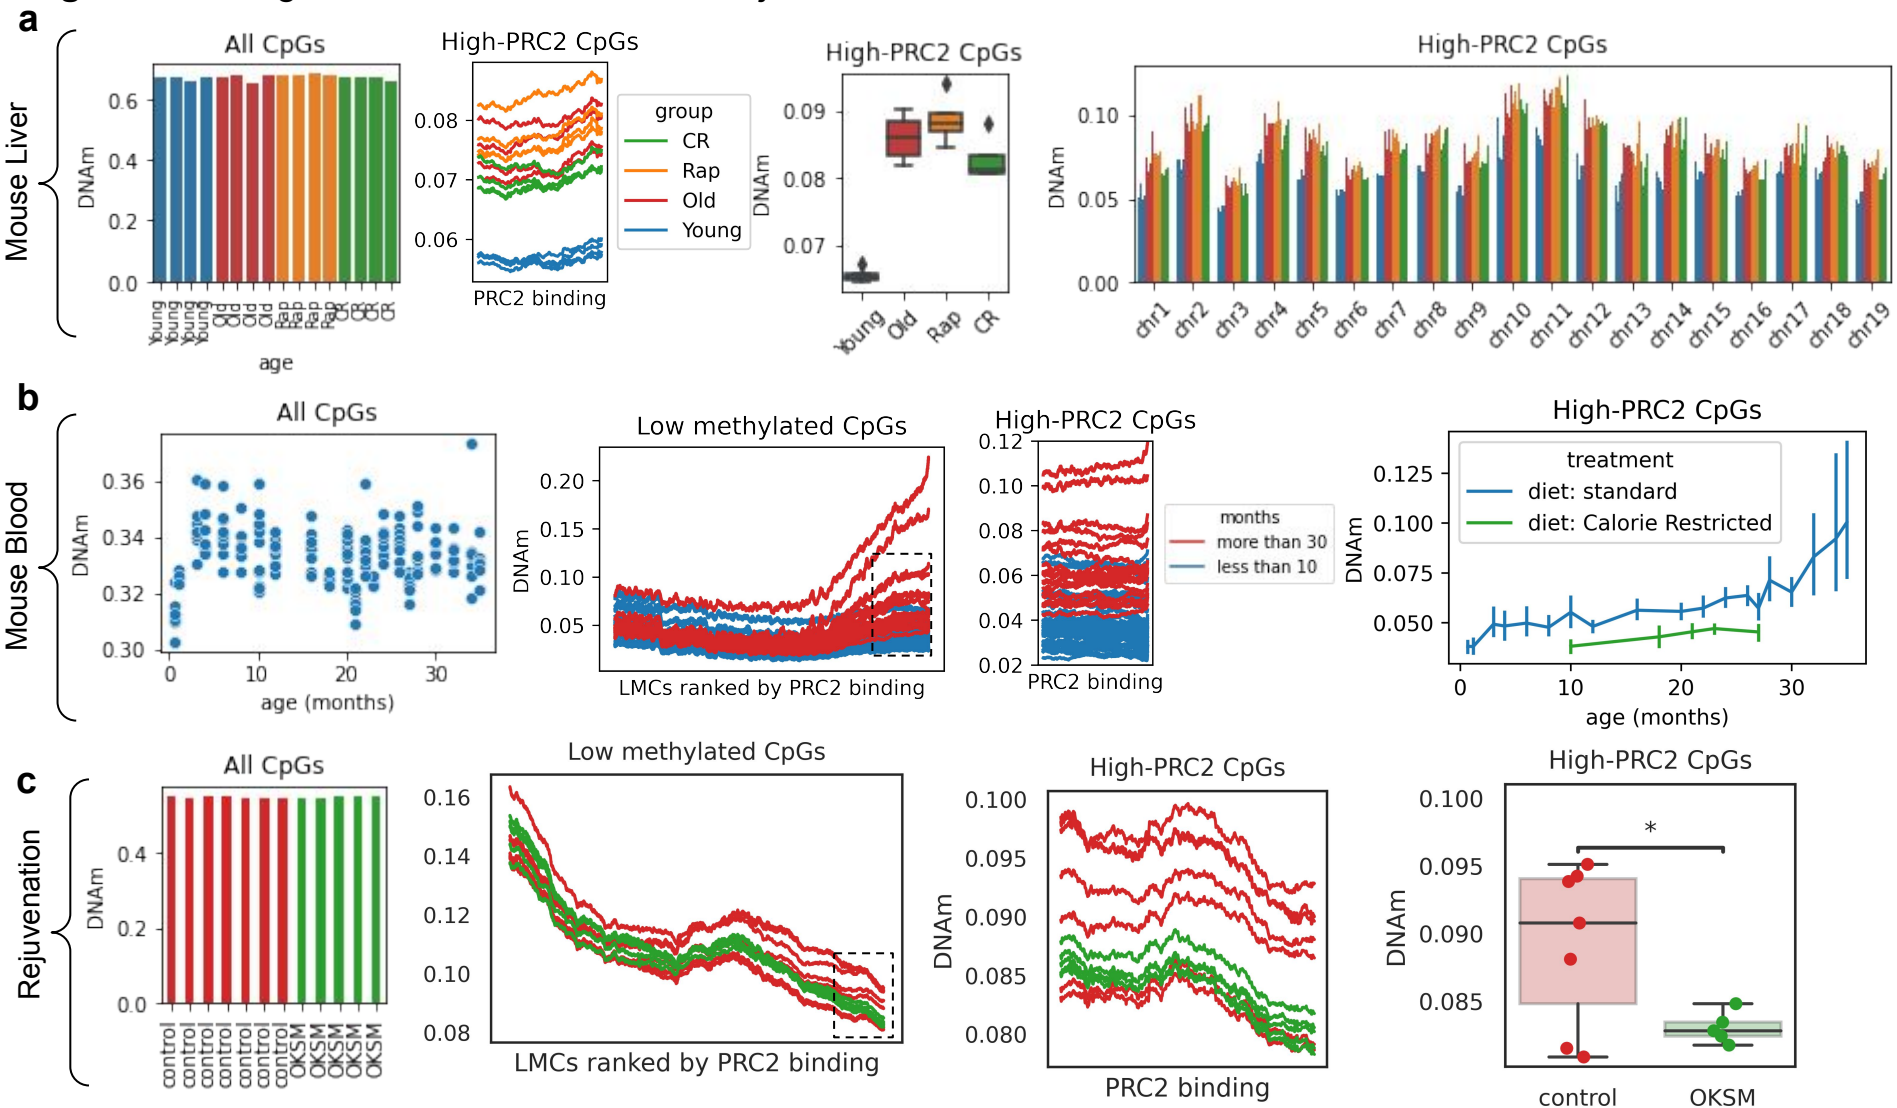 a
Mouse Liver
All CpGs
DNAm
0.6
0.4
0.2
0.0
Young
Young
Young
Young
Old
Old
Old
Old
Rap
Rap
Rap
Rap
CR
CR
CR
CR
age
High-PRC2 CpGs
0.08
0.07
0.06
PRC2 binding
group
CR
Rap
Old
Young
High-PRC2 CpGs
DNAm
0.09
0.08
0.07
Young
Old
Rap
CR
High-PRC2 CpGs
DNAm
0.10
0.05
0.00
chr1
chr2
chr3
chr4
chr5
chr6
chr7
chr8
chr9
chr10
chr11
chr12
chr13
chr14
chr15
chr16
chr17
chr18
chr19
b
Mouse Blood
All CpGs
DNAm
0.36
0.34
0.32
0.30
0
10
20
30
age (months)
Low methylated CpGs
DNAm
0.20
0.15
0.10
0.05
LMCs ranked by PRC2 binding
High-PRC2 CpGs
0.12
0.10
0.08
0.06
0.04
0.02
PRC2 binding
months
more than 30
less than 10
High-PRC2 CpGs
DNAm
0.125
0.100
0.075
0.050
treatment
diet: standard
diet: Calorie Restricted
0
10
20
30
age (months)
c
Rejuvenation
All CpGs
DNAm
0.4
0.2
0.0
control
control
control
control
control
control
control
OKSM
OKSM
OKSM
OKSM
OKSM
Low methylated CpGs
0.16
0.14
0.12
0.10
0.08
LMCs ranked by PRC2 binding
High-PRC2 CpGs
DNAm
0.100
0.095
0.090
0.085
0.080
PRC2 binding
High-PRC2 CpGs
DNAm
0.100
0.095
0.090
0.085
*
control
OKSM